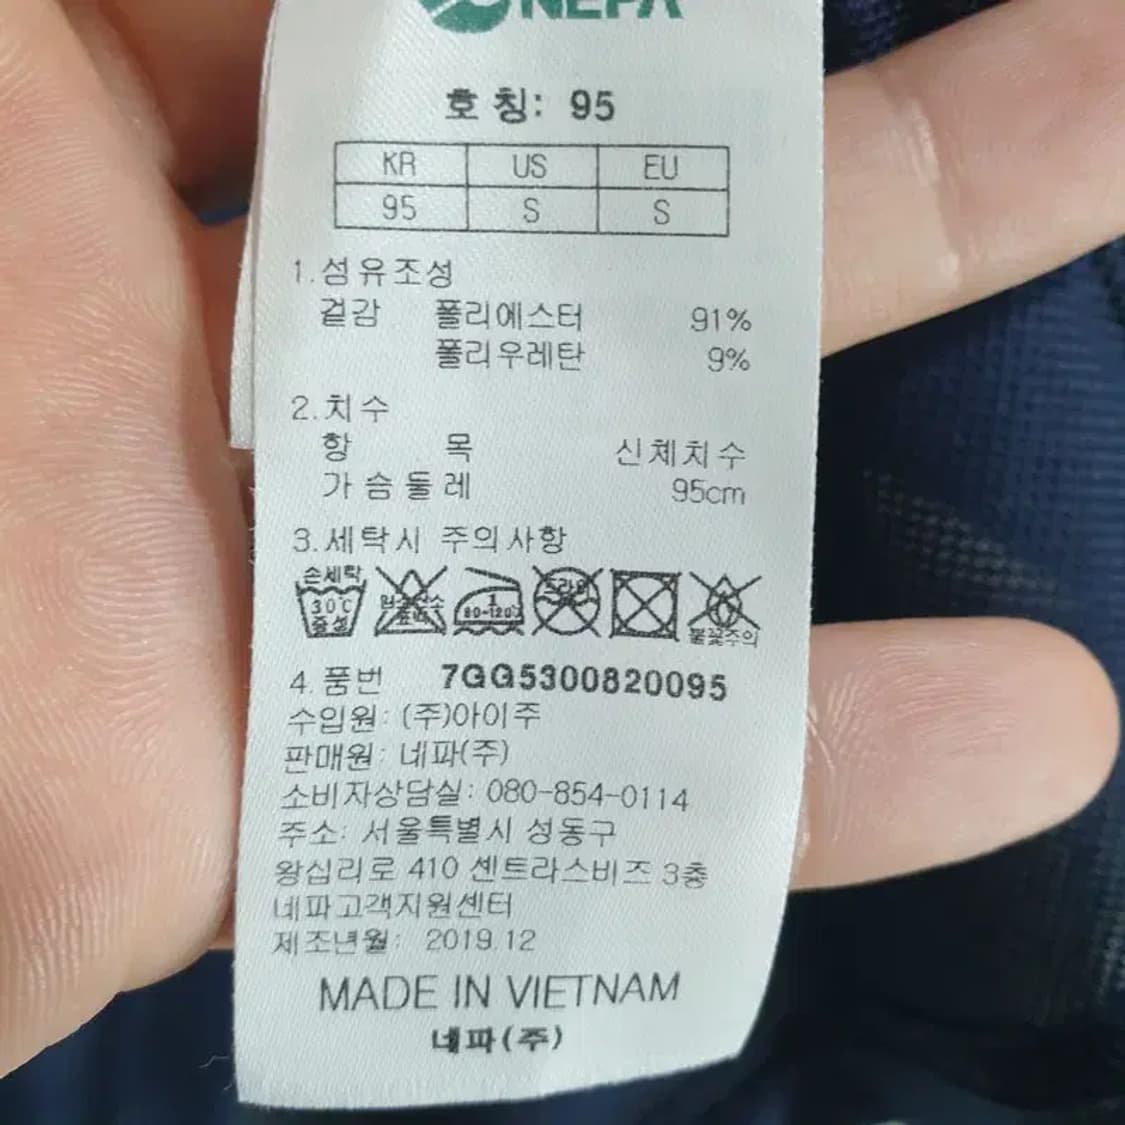 NEPA
호 칭: 95
KR US EU
95 S S
1.섬유조성
겉감 폴리에스터 91%
폴리우레탄 9%
2.치수
항 목 신체치수
가슴둘레 95cm
3.세탁시 주의사항
손세탁
30℃ 1 80-120℃ 드라이
중성 불꽃주의
4.품번 7GG5300820095
수입원: (주)아이주
판매원: 네파(주)
소비자상담실: 080-854-0114
주소: 서울특별시 성동구
왕십리로 410 센트라스비즈 3층
네파고객지원센터
제조년월: 2019.12
MADE IN VIETNAM
네파(주)